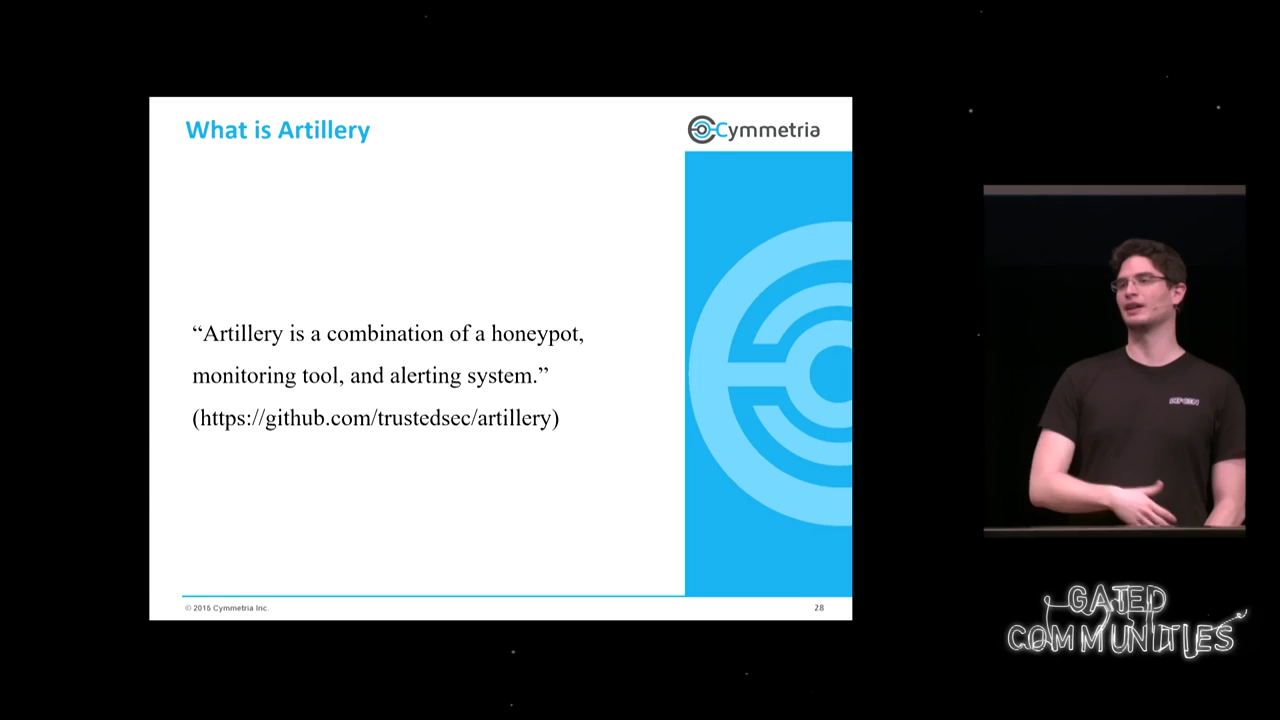 What is Artillery
Cymmetria
“Artillery is a combination of a honeypot,
monitoring tool, and alerting system.”
(https://github.com/trustedsec/artillery)
© 2015 Cymmetria Inc.
28
GATED
COMMUNITIES